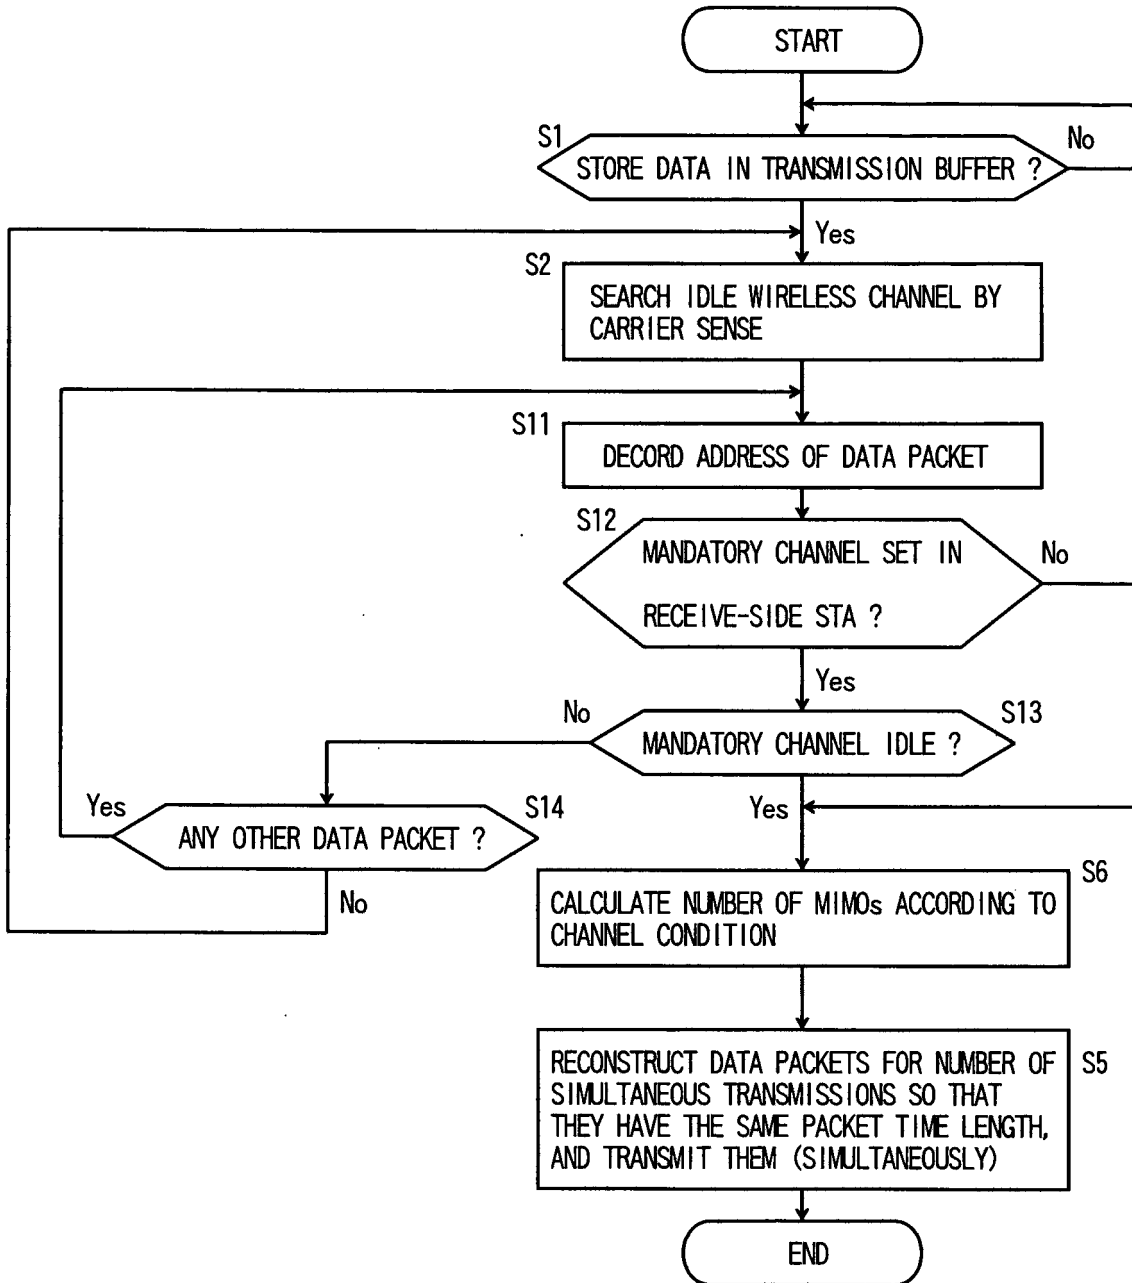 START
S1
STORE DATA IN TRANSMISSION BUFFER ?
No
Yes
S2
SEARCH IDLE WIRELESS CHANNEL BY
CARRIER SENSE
S11
DECORD ADDRESS OF DATA PACKET
S12
MANDATORY CHANNEL SET IN
RECEIVE-SIDE STA ?
No
Yes
No
S13
MANDATORY CHANNEL IDLE ?
Yes
S14
ANY OTHER DATA PACKET ?
Yes
No
S6
CALCULATE NUMBER OF MIMOs ACCORDING TO
CHANNEL CONDITION
RECONSTRUCT DATA PACKETS FOR NUMBER OF
SIMULTANEOUS TRANSMISSIONS SO THAT
THEY HAVE THE SAME PACKET TIME LENGTH,
AND TRANSMIT THEM (SIMULTANEOUSLY)
S5
END